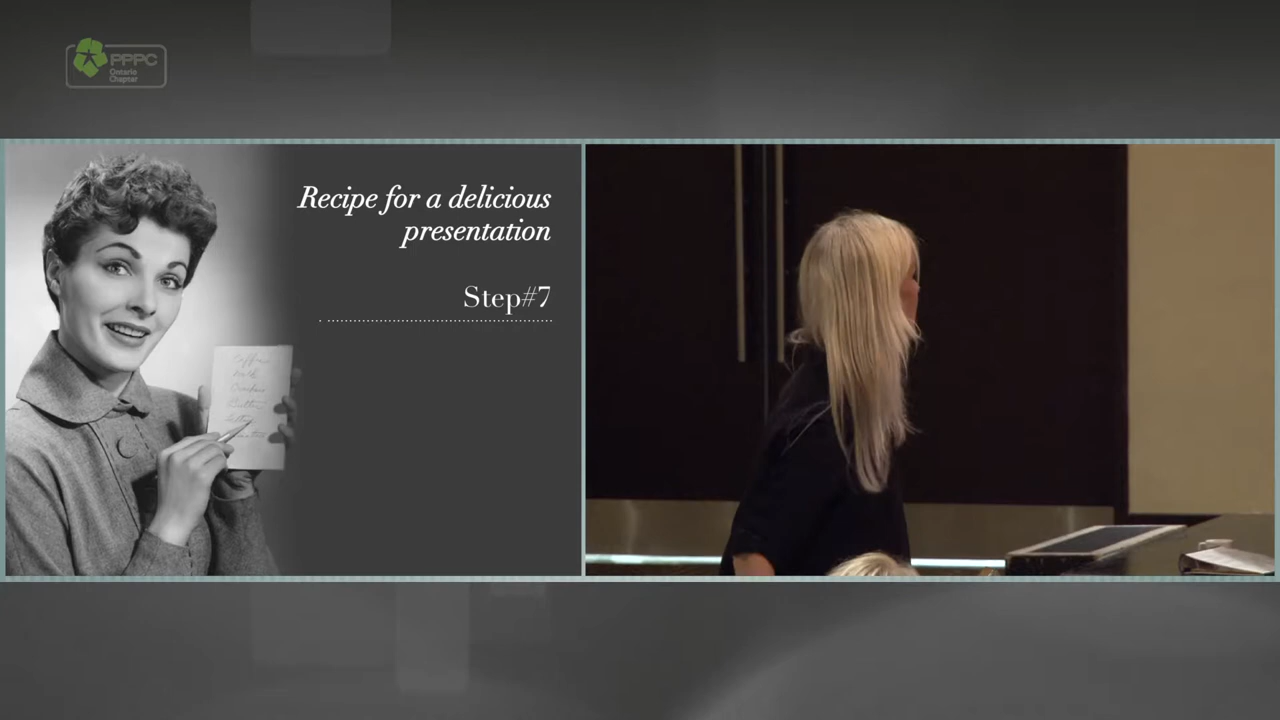 PPPC
Ontario
Chapter
Recipe for a delicious
presentation
Step#7